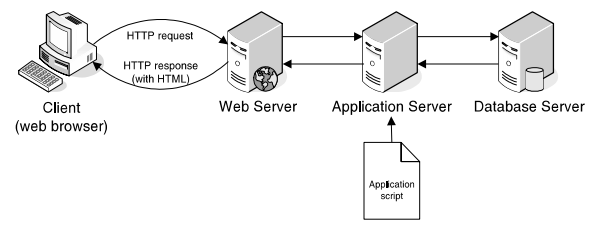 HTTP request
HTTP response
(with HTML)
Client
(web browser)
Web Server
Application Server
Database Server
Application
script